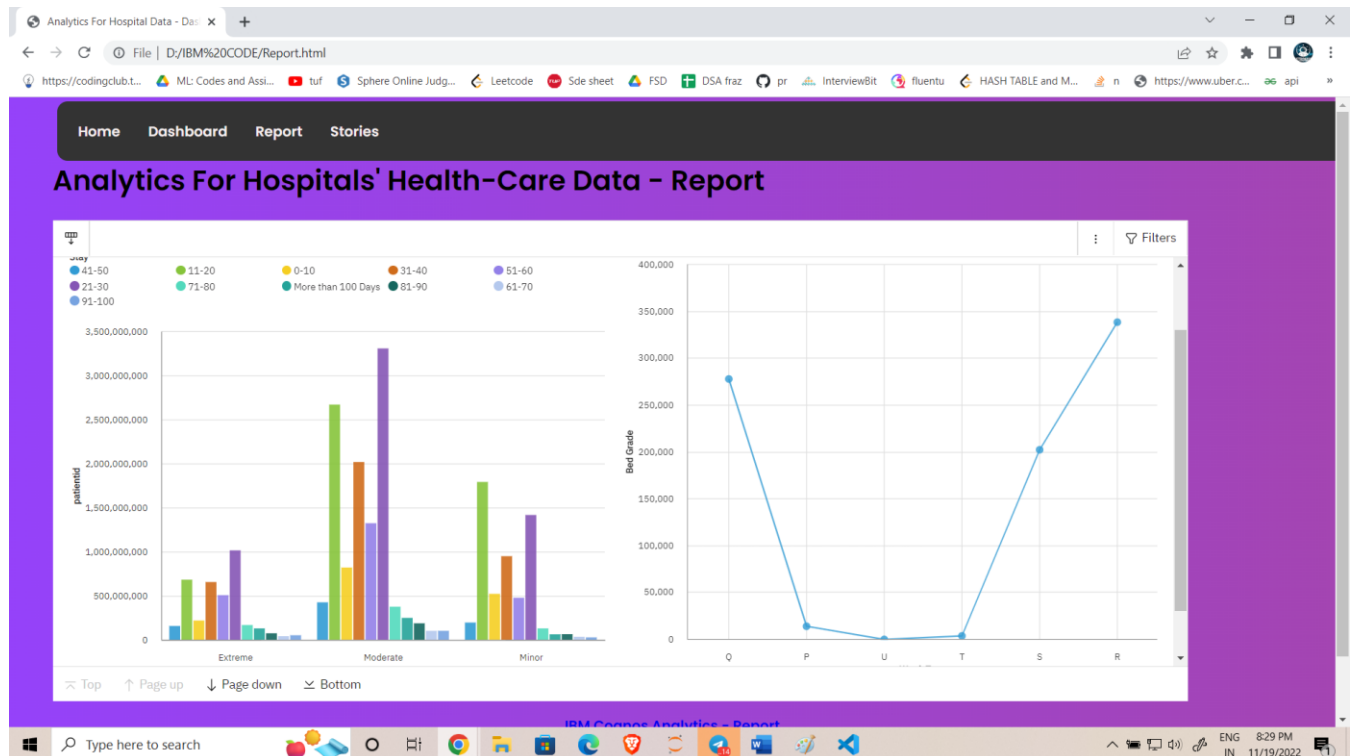 Analytics For Hospital Data - Das
File | D:/IBM%20CODE/Report.html
https://codingclub.t... ML: Codes and Assi... tuf Sphere Online Judg... Leetcode Sde sheet FSD DSA fraz pr InterviewBit fluentu HASH TABLE and M... n https://www.uber.c... api »
Home Dashboard Report Stories
Analytics For Hospitals' Health-Care Data - Report
Filters
Stay
41-50 11-20 0-10 31-40 51-60
21-30 71-80 More than 100 Days 81-90 61-70
91-100
3,500,000,000
3,000,000,000
2,500,000,000
2,000,000,000
1,500,000,000
1,000,000,000
500,000,000
0
patientid
Extreme Moderate Minor
400,000
350,000
300,000
250,000
200,000
150,000
100,000
50,000
0
Bed Grade
Q P U T S R
Top Page up Page down Bottom
IBM Cognos Analytics - Report
Type here to search
ENG 8:29 PM
IN 11/19/2022